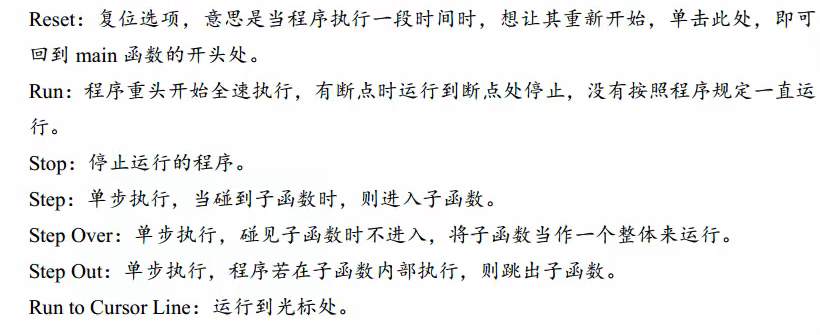 Reset：复位选项，意思是当程序执行一段时间时，想让其重新开始，单击此处，即可
回到 main 函数的开头处。
Run：程序重头开始全速执行，有断点时运行到断点处停止，没有按照程序规定一直运
行。
Stop：停止运行的程序。
Step：单步执行，当碰到子函数时，则进入子函数。
Step Over：单步执行，碰见子函数时不进入，将子函数当作一个整体来运行。
Step Out：单步执行，程序若在子函数内部执行，则跳出子函数。
Run to Cursor Line：运行到光标处。